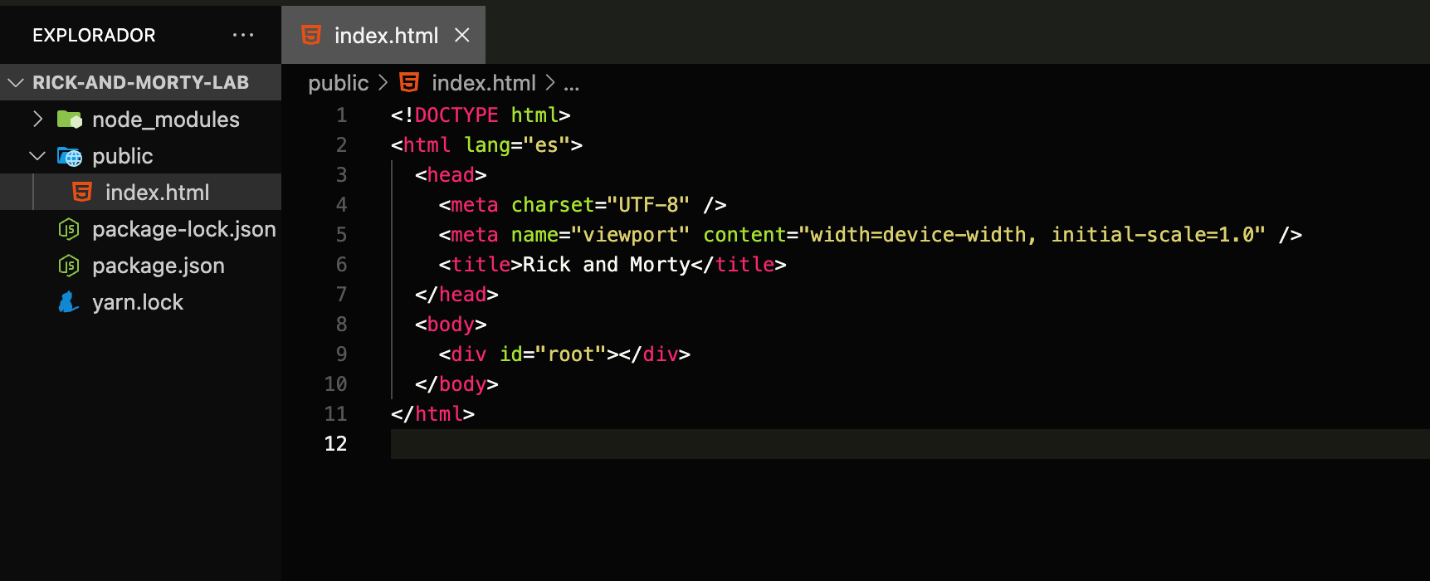 EXPLORADOR ···
index.html ×
RICK-AND-MORTY-LAB
public > index.html > ...
node_modules
public
index.html
package-lock.json
package.json
yarn.lock
1 <!DOCTYPE html>
2 <html lang="es">
3 <head>
4 <meta charset="UTF-8" />
5 <meta name="viewport" content="width=device-width, initial-scale=1.0" />
6 <title>Rick and Morty</title>
7 </head>
8 <body>
9 <div id="root"></div>
10 </body>
11 </html>
12